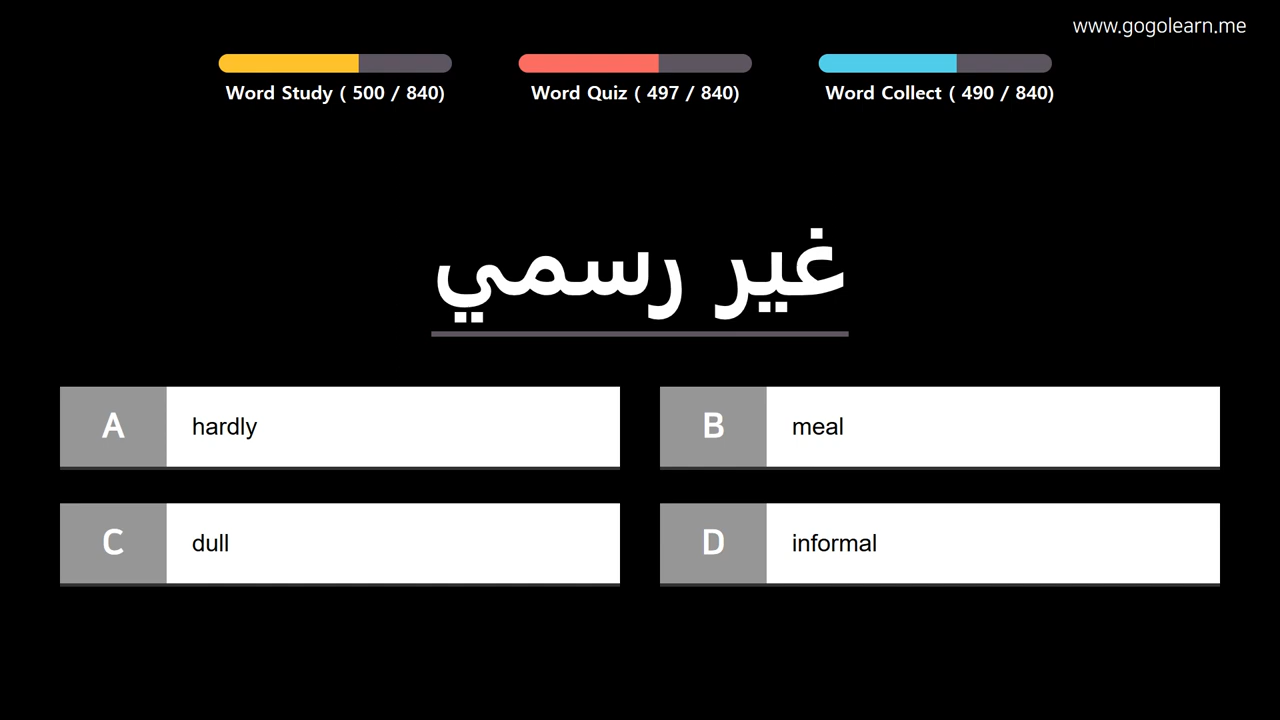 www.gogolearn.me
Word Study ( 500 / 840)
Word Quiz ( 497 / 840)
Word Collect ( 490 / 840)
غير رسمي
A hardly
B meal
C dull
D informal